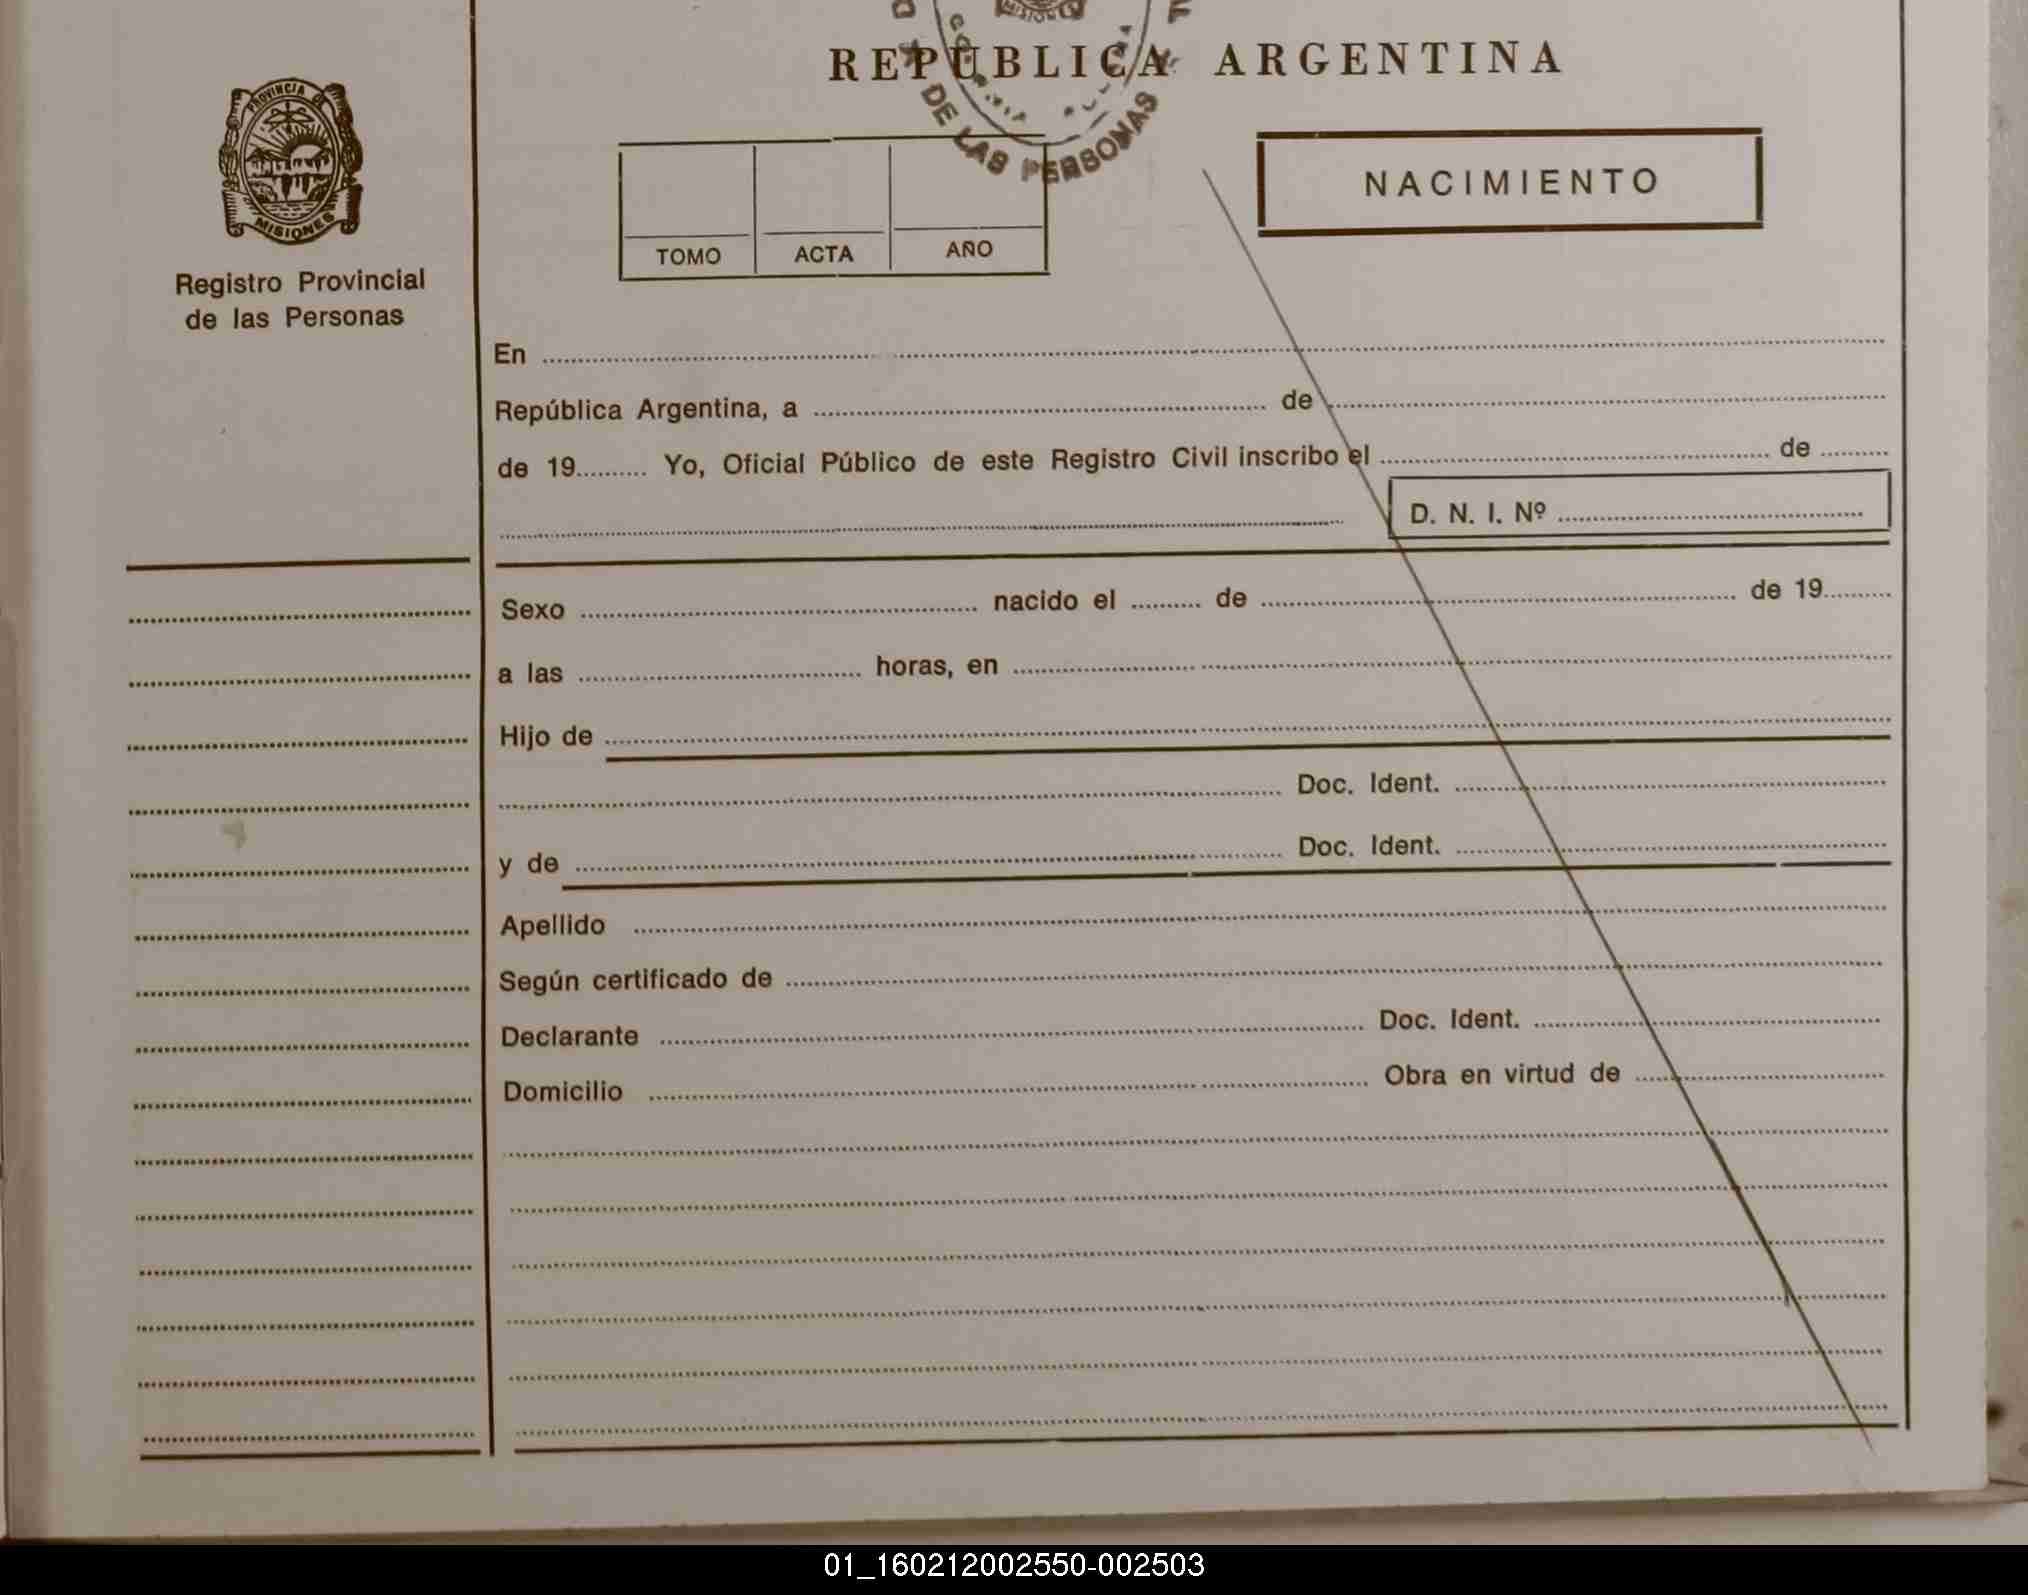 MISIONES
DE LAS PERSONAS
REPUBLICA ARGENTINA
PROVINCIA DE
MISIONES
NACIMIENTO
TOMO ACTA AÑO
Registro Provincial
de las Personas
En
República Argentina, a de
de 19 Yo, Oficial Público de este Registro Civil inscribo el de
D. N. I. Nº
Sexo nacido el de de 19
a las horas, en
Hijo de
Doc. Ident.
y de Doc. Ident.
Apellido
Según certificado de
Declarante Doc. Ident.
Domicilio Obra en virtud de
01_160212002550-002503